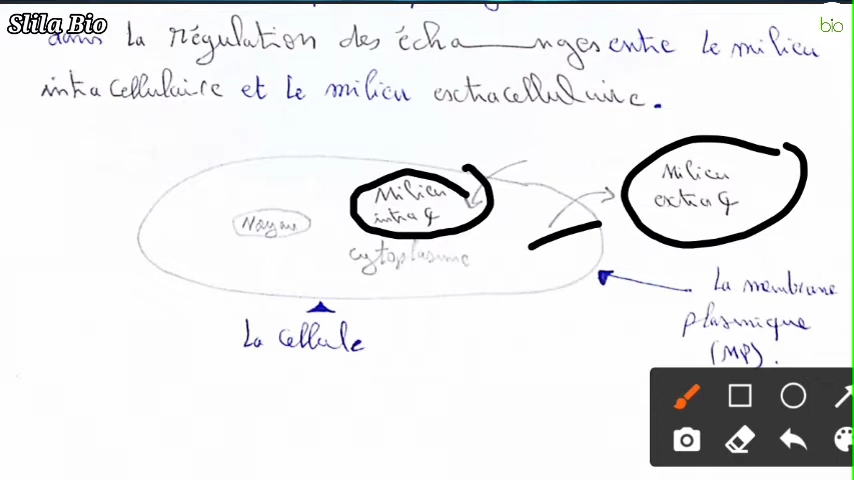 Slila Bio
bio
dans la régulation des échanges entre le milieu
intracellulaire et le milieu extracellulaire.
Milieu
intra ¢
Milieu
extra ¢
Noyau
cytoplasme
La membrane
plasmique
(MP).
La cellule